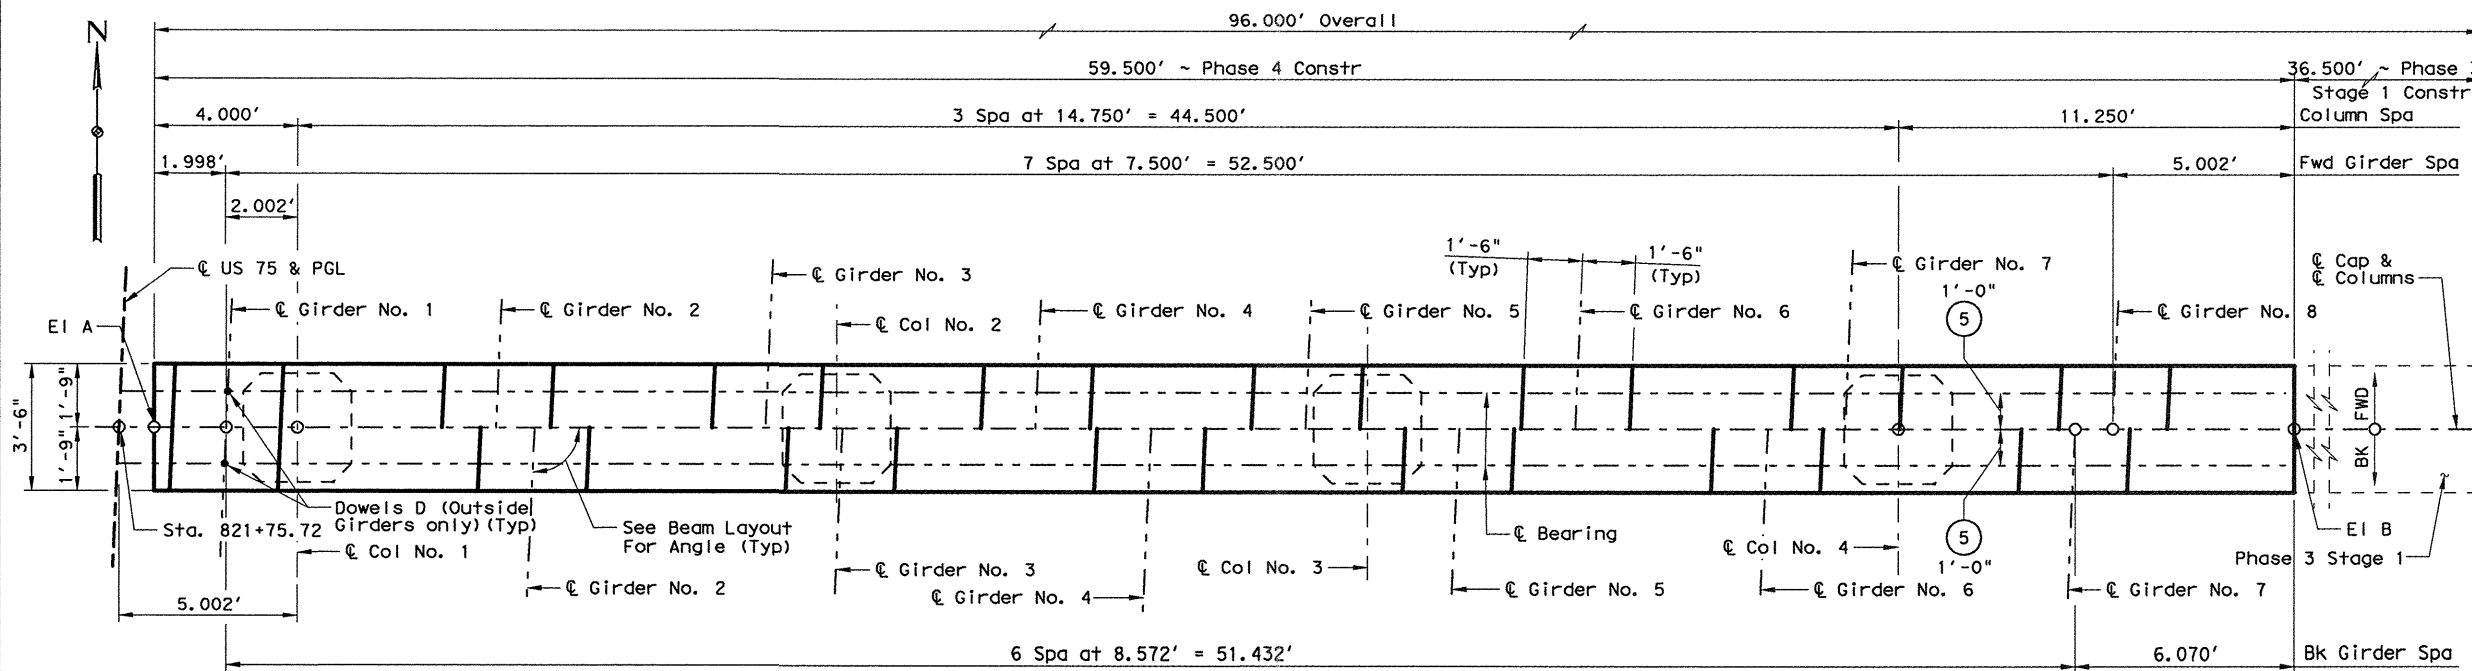 96.000' Overall
N
59.500' ~ Phase 4 Constr
36.500' ~ Phase
Stage 1 Constr
4.000'
3 Spa at 14.750' = 44.500'
11.250'
Column Spa
1.998'
7 Spa at 7.500' = 52.500'
5.002'
Fwd Girder Spa
2.002'
℄ US 75 & PGL
℄ Girder No. 3
1'-6"
(Typ)
1'-6"
(Typ)
℄ Girder No. 7
1'-0"
5
℄ Cap &
℄ Columns
El A
℄ Girder No. 1
℄ Girder No. 2
℄ Col No. 2
℄ Girder No. 4
℄ Girder No. 5
℄ Girder No. 6
℄ Girder No. 8
3'-6"
1'-9"
1'-9"
FWD
BK
Sta. 821+75.72
Dowels D (Outside
Girders only) (Typ)
℄ Col No. 1
See Beam Layout
For Angle (Typ)
℄ Bearing
℄ Col No. 4
5
1'-0"
El B
Phase 3 Stage 1
℄ Girder No. 2
℄ Girder No. 3
℄ Girder No. 4
℄ Col No. 3
℄ Girder No. 5
℄ Girder No. 6
℄ Girder No. 7
5.002'
6 Spa at 8.572' = 51.432'
6.070'
Bk Girder Spa